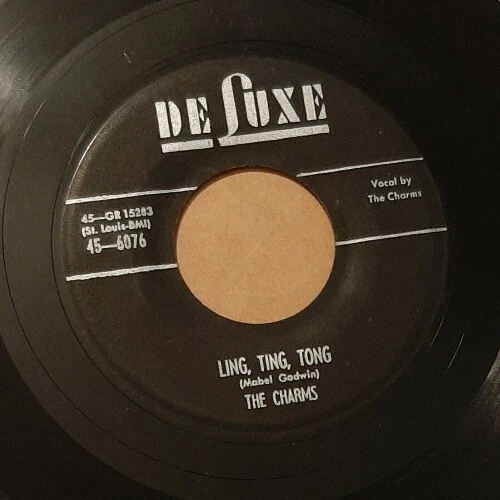 DE LUXE
Vocal by
The Charms
45—GR 15283
(St. Louis-BMI)
45—6076
LING, TING, TONG
(Mabel Godwin)
THE CHARMS